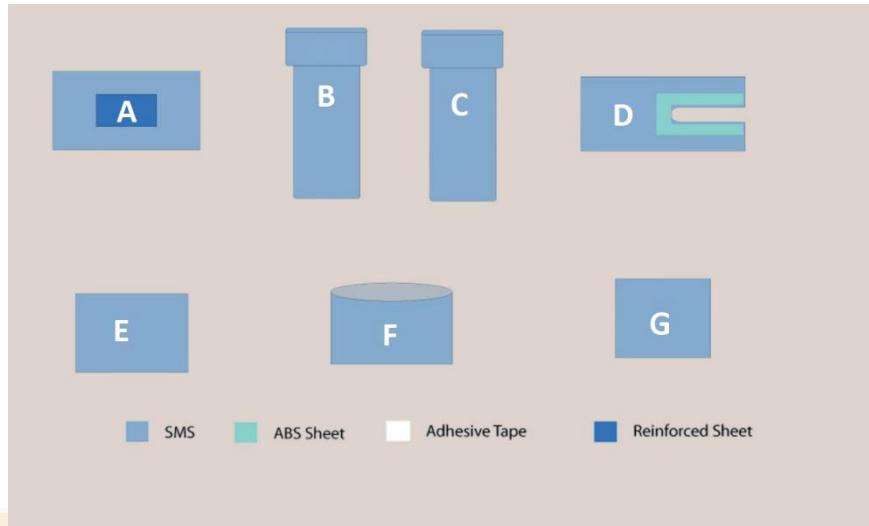 A
B
C
D
E
F
G
SMS
ABS Sheet
Adhesive Tape
Reinforced Sheet